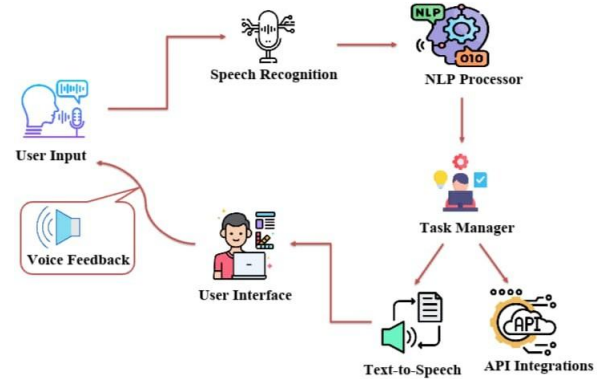 NLP
010
Speech Recognition
NLP Processor
User Input
Task Manager
Voice Feedback
User Interface
API
Text-to-Speech
API Integrations